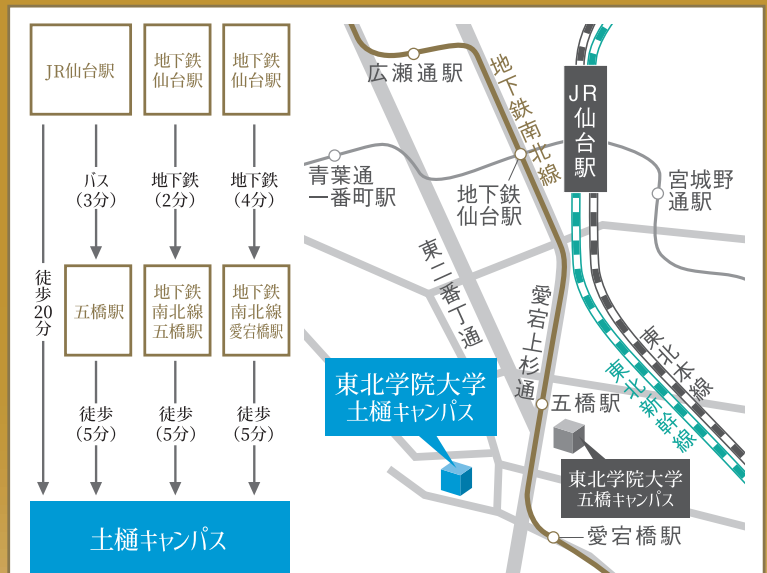 JR仙台駅
地下鉄
仙台駅
地下鉄
仙台駅
徒歩
20
分
バス
（3分）
地下鉄
（2分）
地下鉄
（4分）
五橋駅
地下鉄
南北線
五橋駅
地下鉄
南北線
愛宕橋駅
徒歩
（5分）
徒歩
（5分）
徒歩
（5分）
土樋キャンパス
広瀬通駅
地下鉄南北線
JR
仙台駅
青葉通
一番町駅
地下鉄
仙台駅
宮城野
通駅
東二番丁通
愛宕上杉通
東北本線
東北新幹線
東北学院大学
土樋キャンパス
五橋駅
東北学院大学
五橋キャンパス
愛宕橋駅